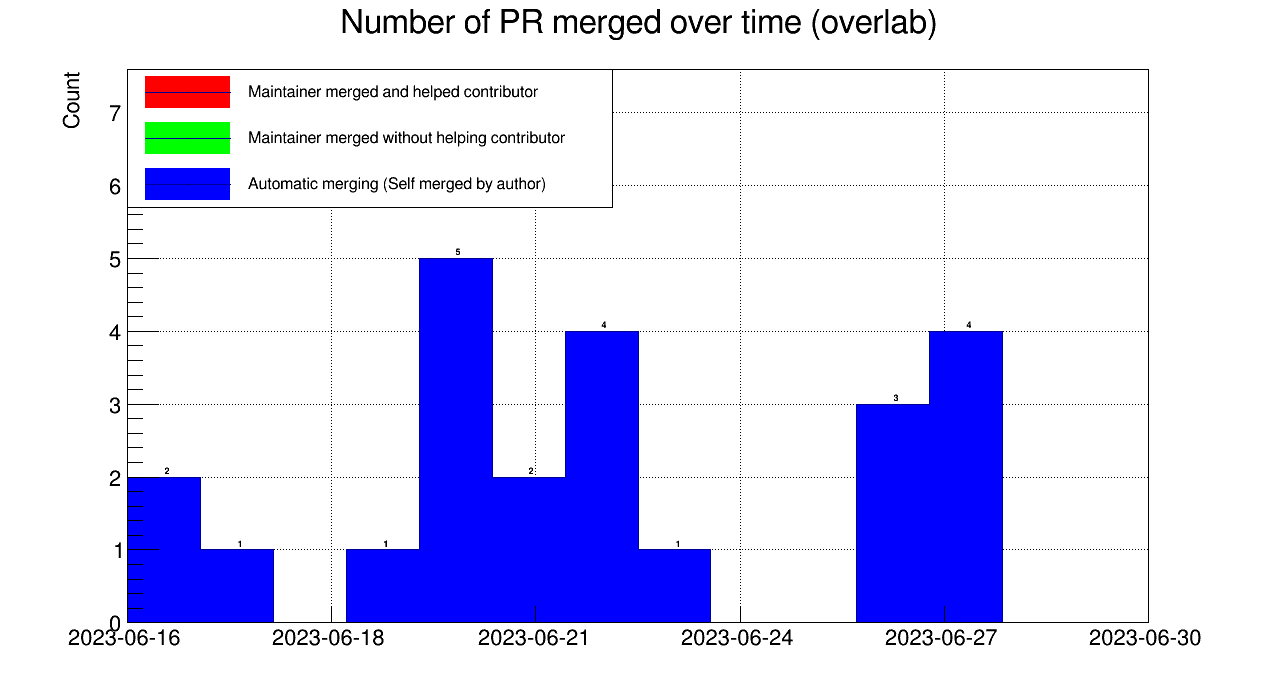 Number of PR merged over time (overlab)
Count
Maintainer merged and helped contributor
Maintainer merged without helping contributor
Automatic merging (Self merged by author)
7
6
5
4
3
2
1
0
2
1
1
5
2
4
1
3
4
2023-06-16 2023-06-18 2023-06-21 2023-06-24 2023-06-27 2023-06-30